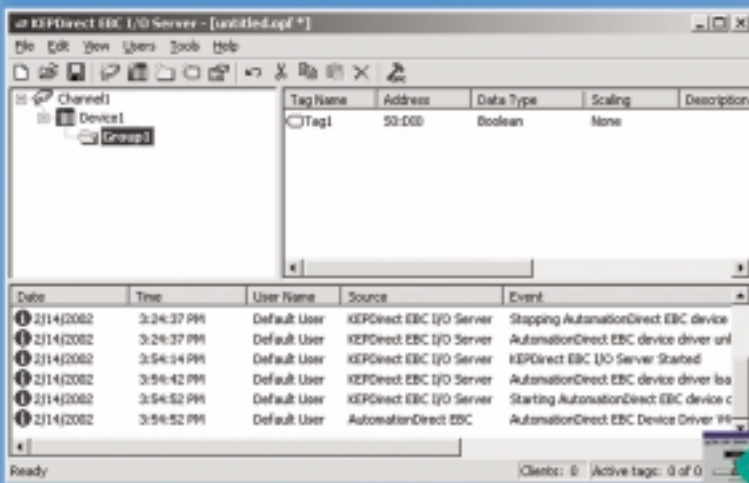 KEPDirect EBC I/O Server - [untitled.opf *]
File Edit View Users Tools Help
Channel1
Device1
Group1
Tag Name Address Data Type Scaling Description
Tag1 S0:DI00 Boolean None
Date Time User Name Source Event
2/14/2002 3:24:37 PM Default User KEPDirect EBC I/O Server Stopping AutomationDirect EBC device
2/14/2002 3:24:37 PM Default User KEPDirect EBC I/O Server AutomationDirect EBC device driver unl
2/14/2002 3:54:14 PM Default User KEPDirect EBC I/O Server KEPDirect EBC I/O Server Started
2/14/2002 3:54:42 PM Default User KEPDirect EBC I/O Server AutomationDirect EBC device driver loa
2/14/2002 3:54:52 PM Default User KEPDirect EBC I/O Server Starting AutomationDirect EBC device d
2/14/2002 3:54:52 PM Default User AutomationDirect EBC AutomationDirect EBC Device Driver
Ready Clients: 0 Active tags: 0 of 0